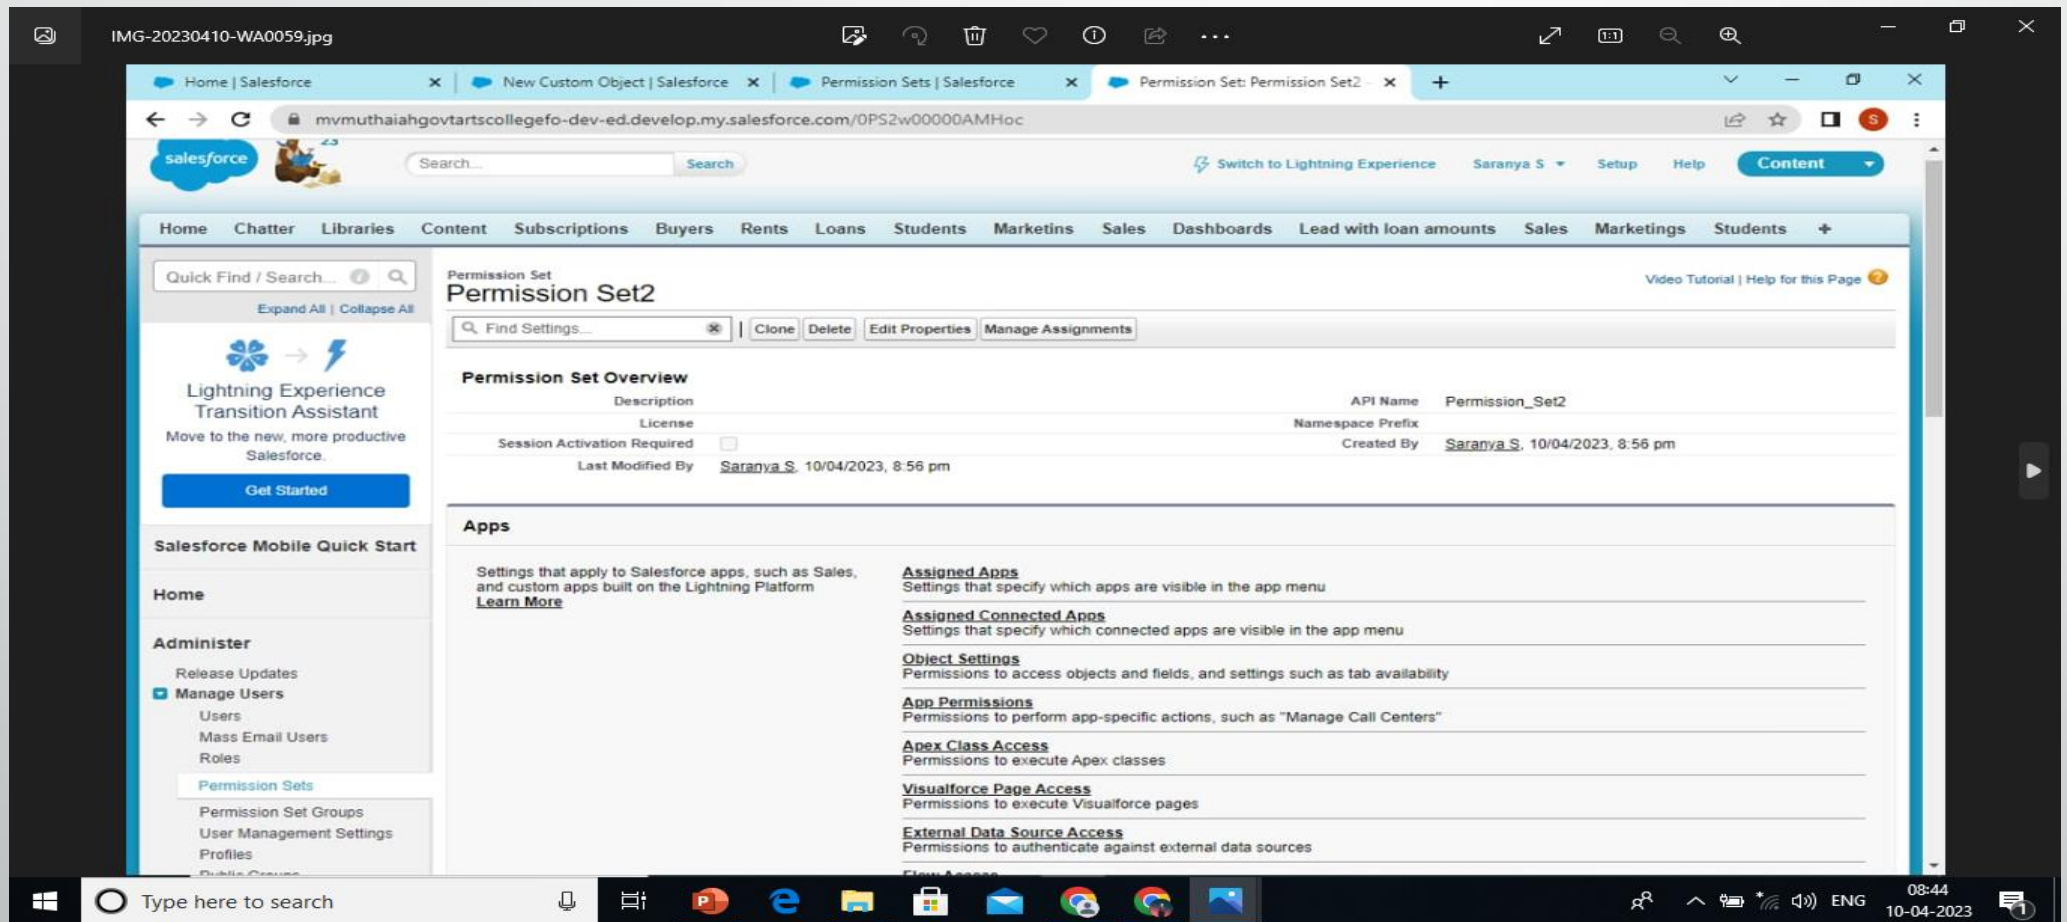 IMG-20230410-WA0059.jpg
Home | Salesforce
New Custom Object | Salesforce
Permission Sets | Salesforce
Permission Set: Permission Set2
mvmuthaiahgovtartscollegefo-dev-ed.develop.my.salesforce.com/0PS2w00000AMHoc
S
salesforce
23
Search...
Search
Switch to Lightning Experience
Saranya S
Setup
Help
Content
Home Chatter Libraries Content Subscriptions Buyers Rents Loans Students Marketins Sales Dashboards Lead with loan amounts Sales Marketings Students +
Quick Find / Search...
Expand All | Collapse All
Lightning Experience
Transition Assistant
Move to the new, more productive
Salesforce.
Get Started
Salesforce Mobile Quick Start
Home
Administer
Release Updates
Manage Users
Users
Mass Email Users
Roles
Permission Sets
Permission Set Groups
User Management Settings
Profiles
Public Groups
Permission Set
Permission Set2
Video Tutorial | Help for this Page
Find Settings...
| Clone Delete Edit Properties Manage Assignments
Permission Set Overview
Description
API Name Permission_Set2
License
Namespace Prefix
Session Activation Required
Created By Saranya S, 10/04/2023, 8:56 pm
Last Modified By Saranya S, 10/04/2023, 8:56 pm
Apps
Settings that apply to Salesforce apps, such as Sales,
and custom apps built on the Lightning Platform
Learn More
Assigned Apps
Settings that specify which apps are visible in the app menu
Assigned Connected Apps
Settings that specify which connected apps are visible in the app menu
Object Settings
Permissions to access objects and fields, and settings such as tab availability
App Permissions
Permissions to perform app-specific actions, such as "Manage Call Centers"
Apex Class Access
Permissions to execute Apex classes
Visualforce Page Access
Permissions to execute Visualforce pages
External Data Source Access
Permissions to authenticate against external data sources
Flow Access
Type here to search
ENG
08:44
10-04-2023
1